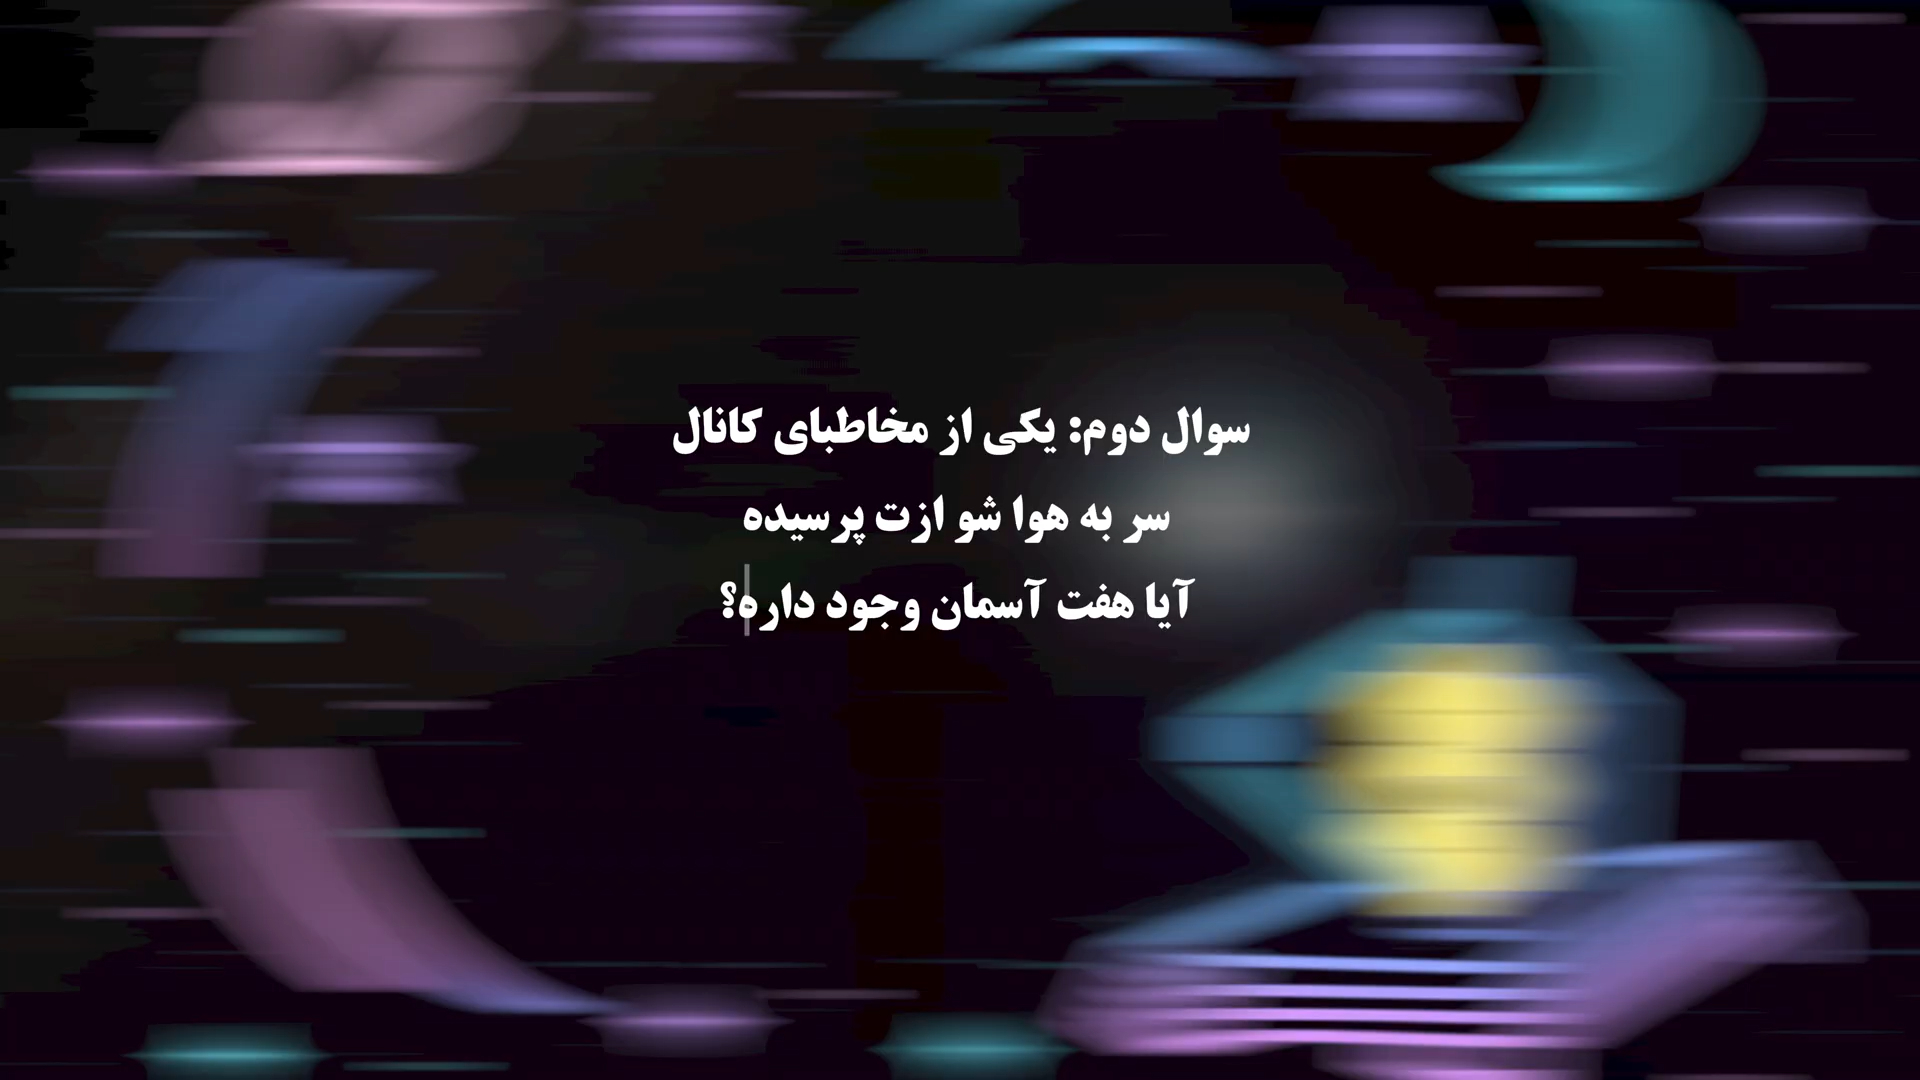 سوال دوم: یکی از مخاطبای کانال
سر به هوا شو ازت پرسیده
آیا هفت آسمان وجود داره؟